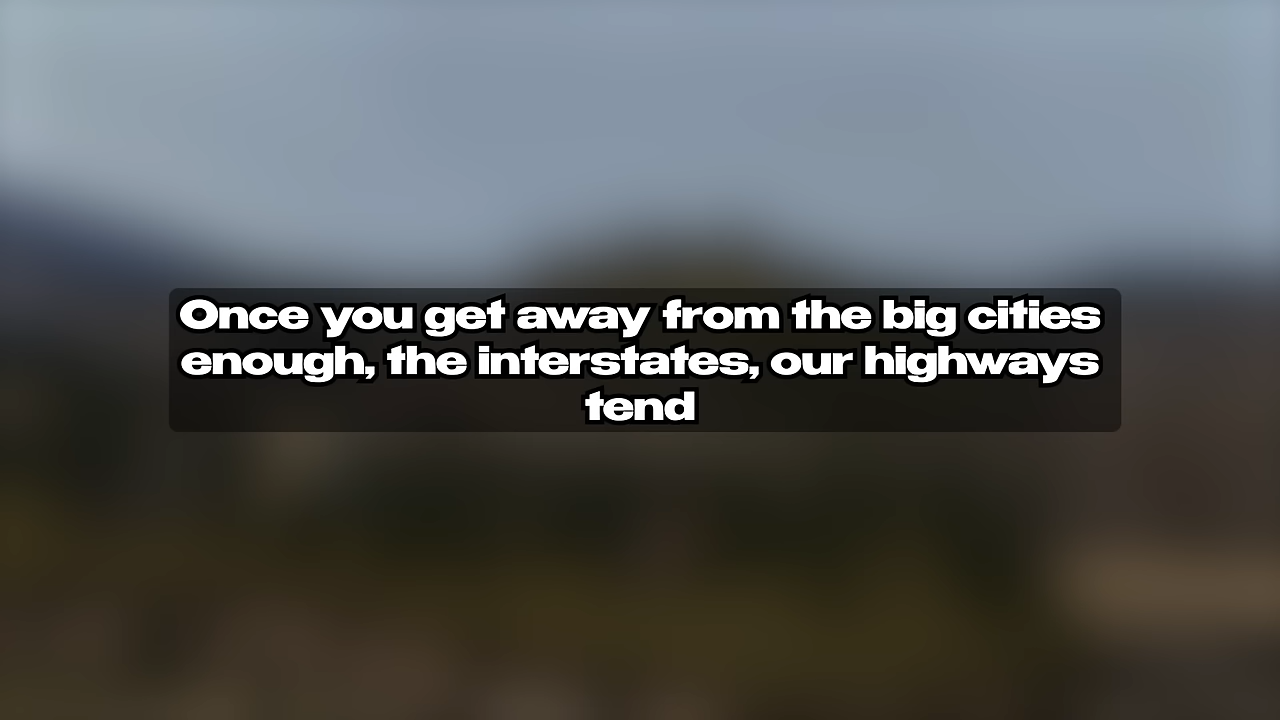 Once you get away from the big cities
enough, the interstates, our highways
tend